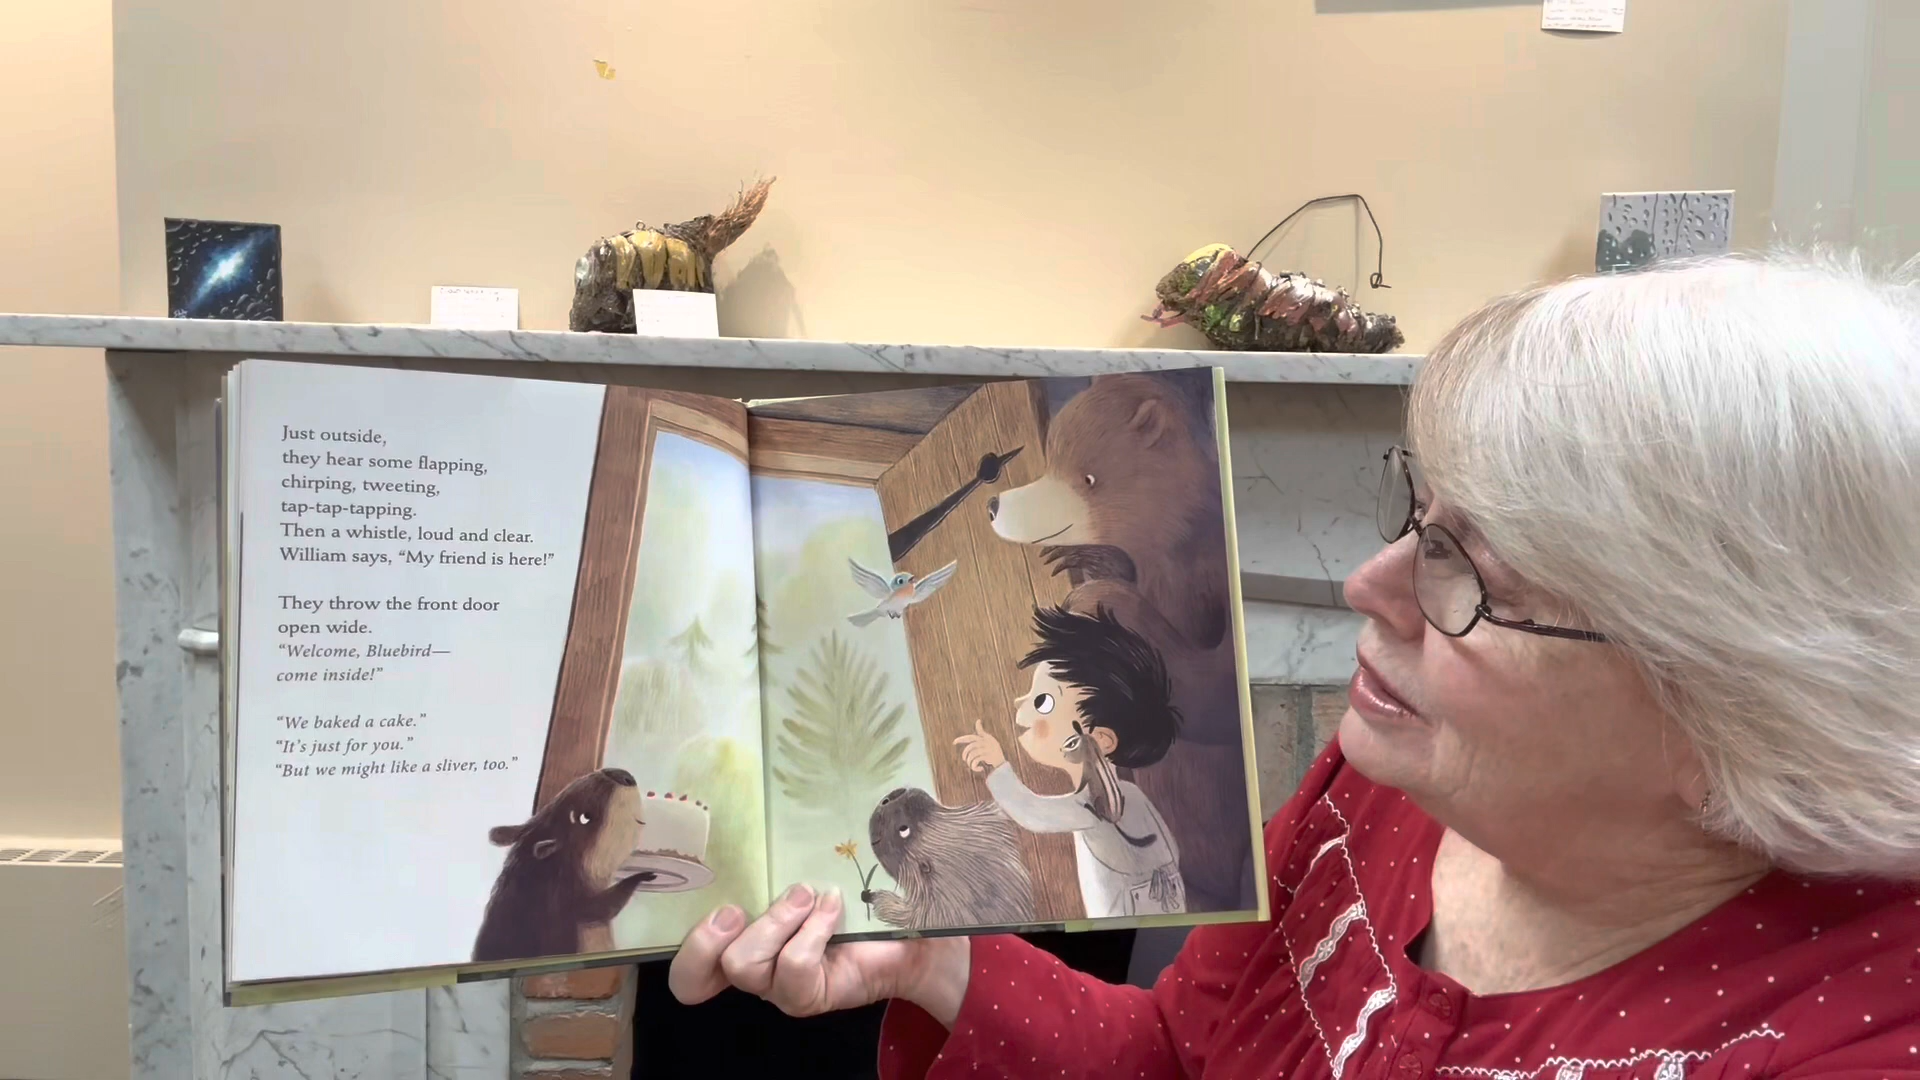 Just outside,
they hear some flapping,
chirping, tweeting,
tap-tap-tapping.
Then a whistle, loud and clear.
William says, “My friend is here!”
They throw the front door
open wide.
“Welcome, Bluebird—
come inside!”
“We baked a cake.”
“It’s just for you.”
“But we might like a sliver, too.”